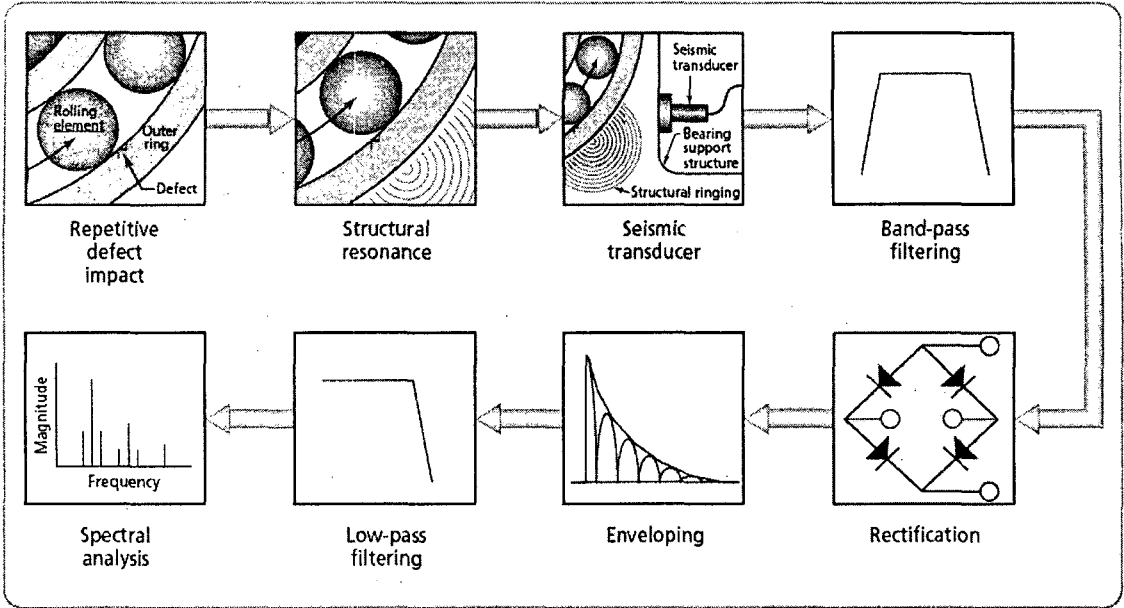 Rolling
element
Outer
ring
Defect
Repetitive
defect
impact
Structural
resonance
Seismic
transducer
Bearing
support
structure
Structural ringing
Seismic
transducer
Band-pass
filtering
Magnitude
Frequency
Spectral
analysis
Low-pass
filtering
Enveloping
Rectification